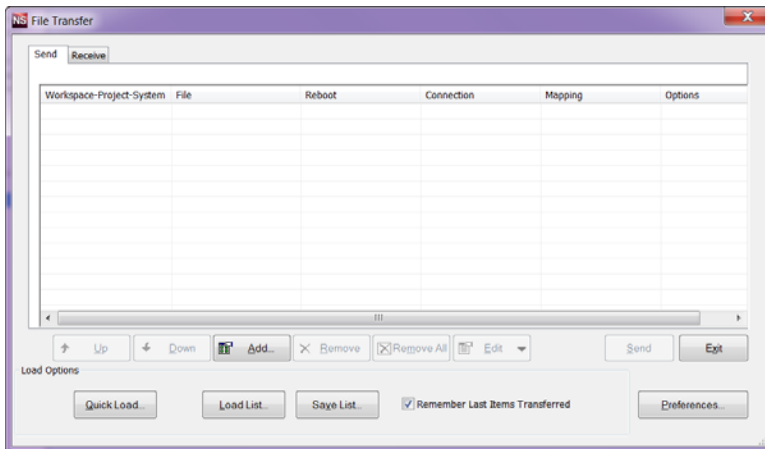 NS File Transfer
Send Receive
Workspace-Project-System File Reboot Connection Mapping Options
Up Down Add... Remove Remove All Edit Send Exit
Load Options
Quick Load... Load List... Save List... Remember Last Items Transferred Preferences...